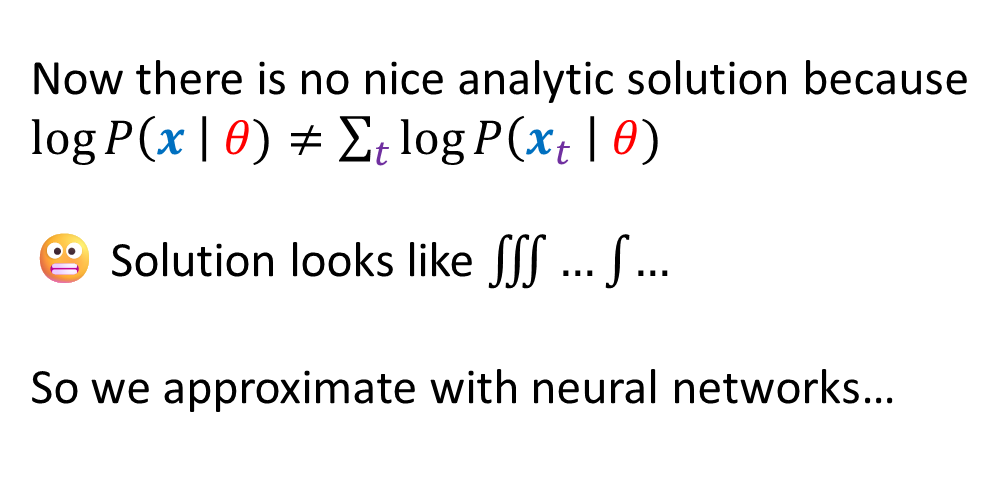 Now there is no nice analytic solution because
log P(x | θ) ≠ ∑ₜ log P(xₜ | θ)
😬 Solution looks like ∭ … ∫ …
So we approximate with neural networks…